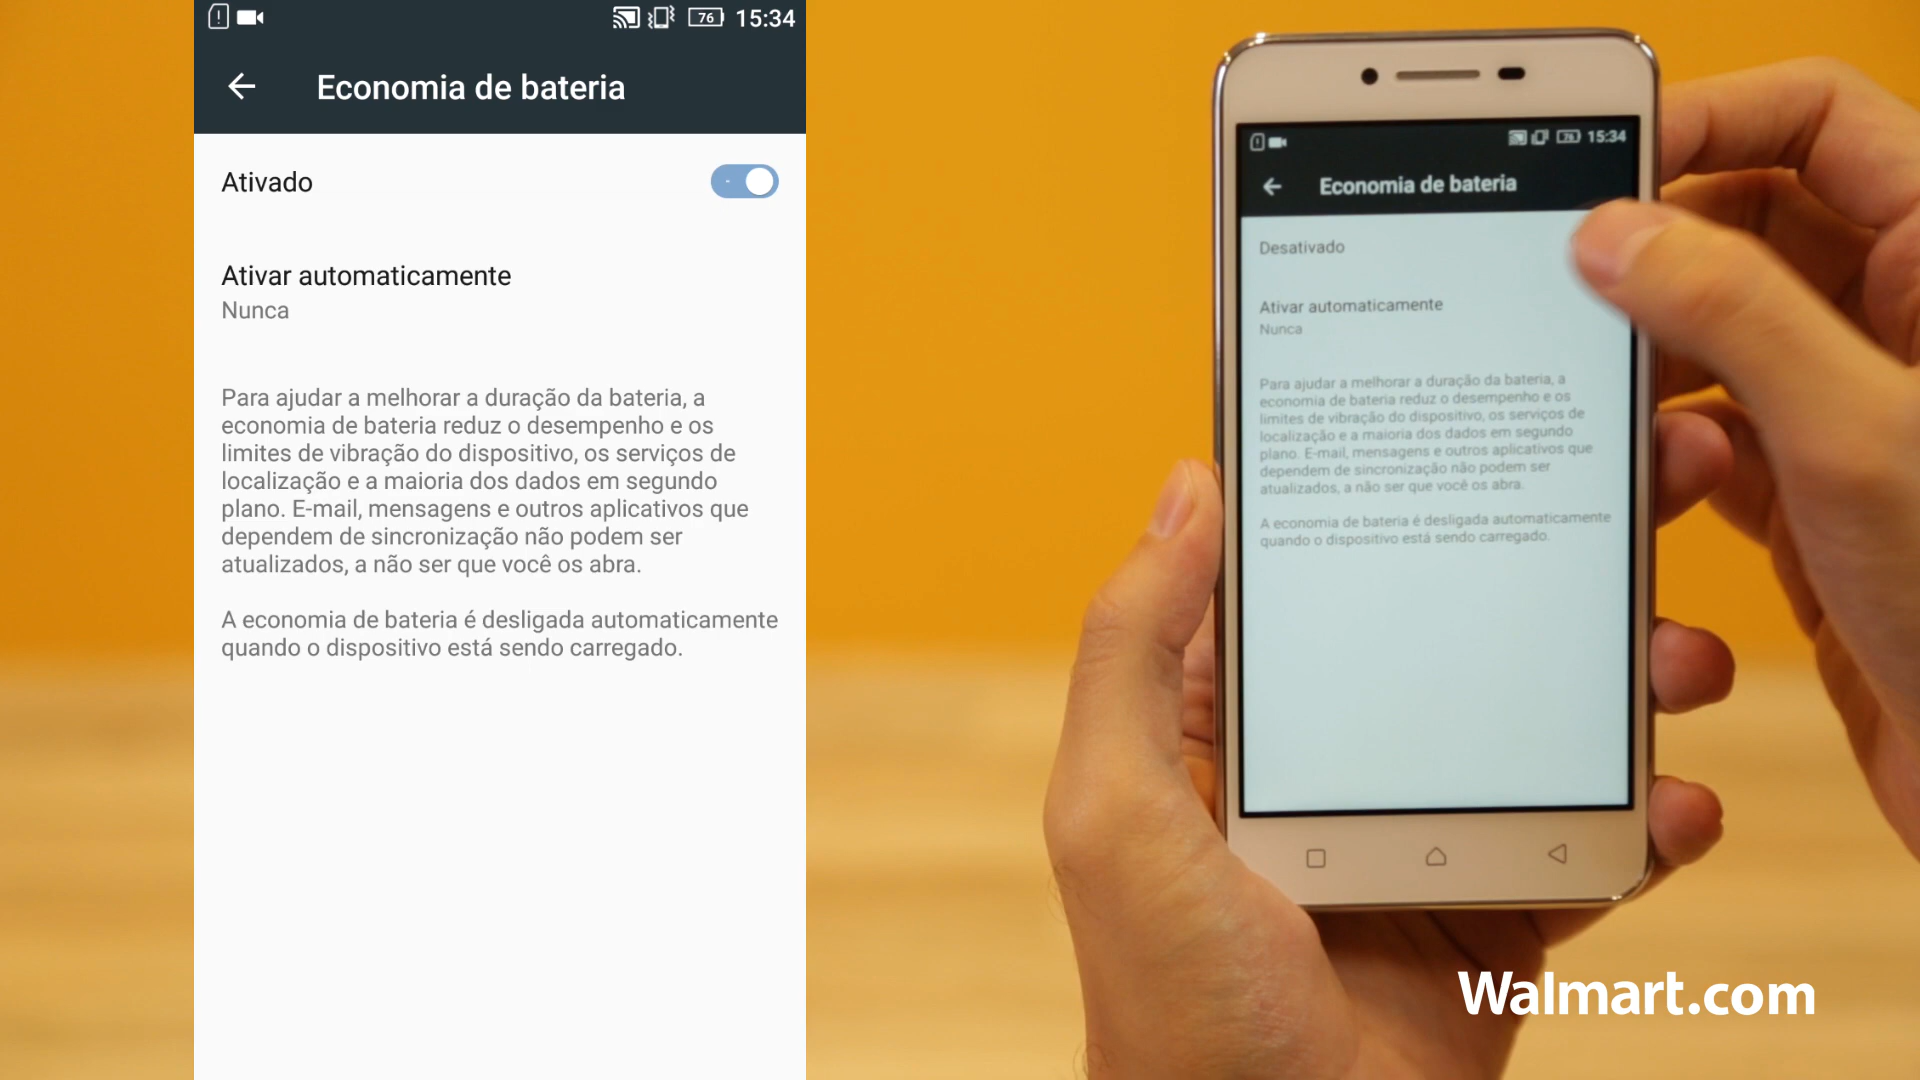 76 15:34
Economia de bateria
Ativado
Ativar automaticamente
Nunca
Para ajudar a melhorar a duração da bateria, a
economia de bateria reduz o desempenho e os
limites de vibração do dispositivo, os serviços de
localização e a maioria dos dados em segundo
plano. E-mail, mensagens e outros aplicativos que
dependem de sincronização não podem ser
atualizados, a não ser que você os abra.
A economia de bateria é desligada automaticamente
quando o dispositivo está sendo carregado.
76 15:34
Economia de bateria
Desativado
Ativar automaticamente
Nunca
Para ajudar a melhorar a duração da bateria, a
economia de bateria reduz o desempenho e os
limites de vibração do dispositivo, os serviços de
localização e a maioria dos dados em segundo
plano. E-mail, mensagens e outros aplicativos que
dependem de sincronização não podem ser
atualizados, a não ser que você os abra.
A economia de bateria é desligada automaticamente
quando o dispositivo está sendo carregado.
Walmart.com